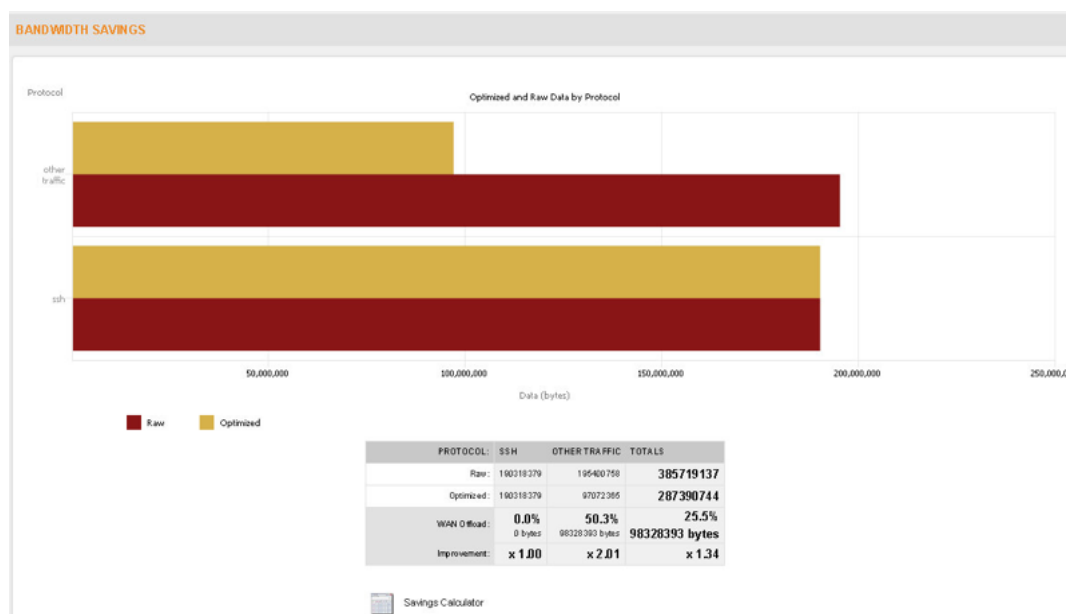 BANDWIDTH SAVINGS
Protocol
Optimized and Raw Data by Protocol
other
traffic
ssh
50,000,000 100,000,000 150,000,000 200,000,000 250,000,0
Data (bytes)
Raw Optimized
PROTOCOL: SSH OTHER TRAFFIC TOTALS
Raw: 190318379 195400758 385719137
Optimized: 190318379 97072365 287390744
WAN Offload: 0.0% 50.3% 25.5%
0 bytes 98328393 bytes 98328393 bytes
Improvement: x 1.00 x 2.01 x 1.34
Savings Calculator